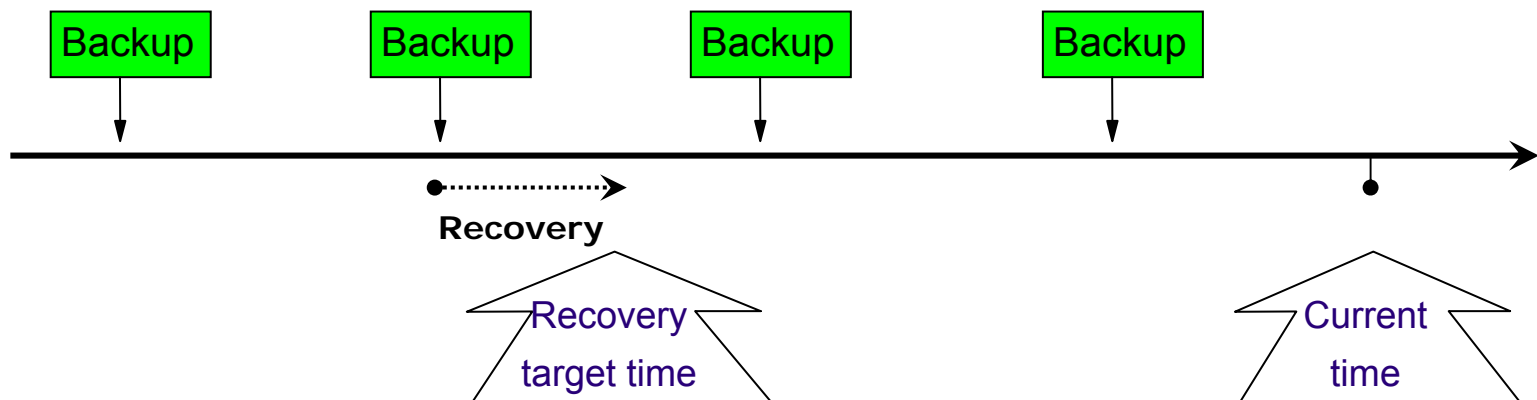 Backup Backup Backup Backup
Recovery
Recovery
target time
Current
time